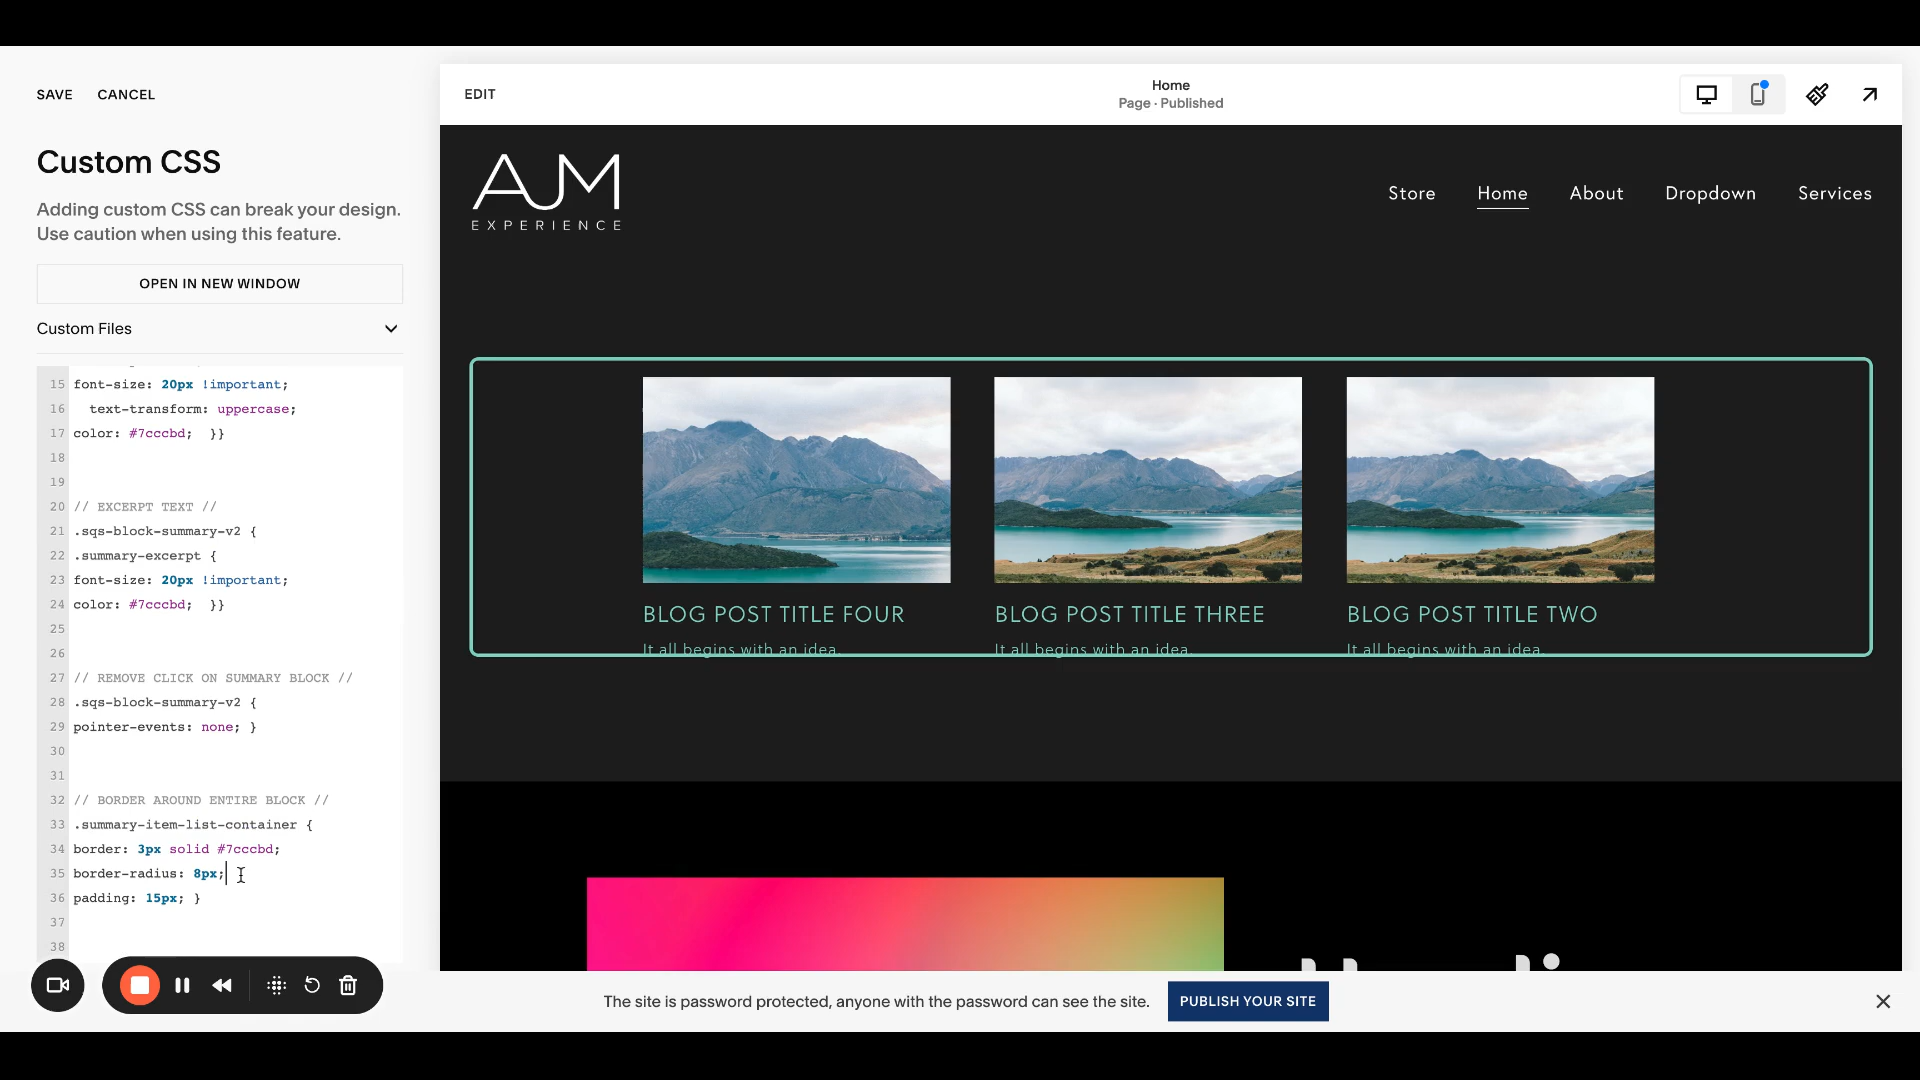 SAVE CANCEL
Custom CSS
Adding custom CSS can break your design.
Use caution when using this feature.
OPEN IN NEW WINDOW
Custom Files
15 font-size: 20px !important;
16 text-transform: uppercase;
17 color: #7cccbd; }}
18
19
20 // EXCERPT TEXT //
21 .sqs-block-summary-v2 {
22 .summary-excerpt {
23 font-size: 20px !important;
24 color: #7cccbd; }}
25
26
27 // REMOVE CLICK ON SUMMARY BLOCK //
28 .sqs-block-summary-v2 {
29 pointer-events: none; }
30
31
32 // BORDER AROUND ENTIRE BLOCK //
33 .summary-item-list-container {
34 border: 3px solid #7cccbd;
35 border-radius: 8px;
36 padding: 15px; }
37
38
EDIT
Home
Page · Published
AJM
EXPERIENCE
Store Home About Dropdown Services
BLOG POST TITLE FOUR
It all begins with an idea.
BLOG POST TITLE THREE
It all begins with an idea.
BLOG POST TITLE TWO
It all begins with an idea.
The site is password protected, anyone with the password can see the site.
PUBLISH YOUR SITE